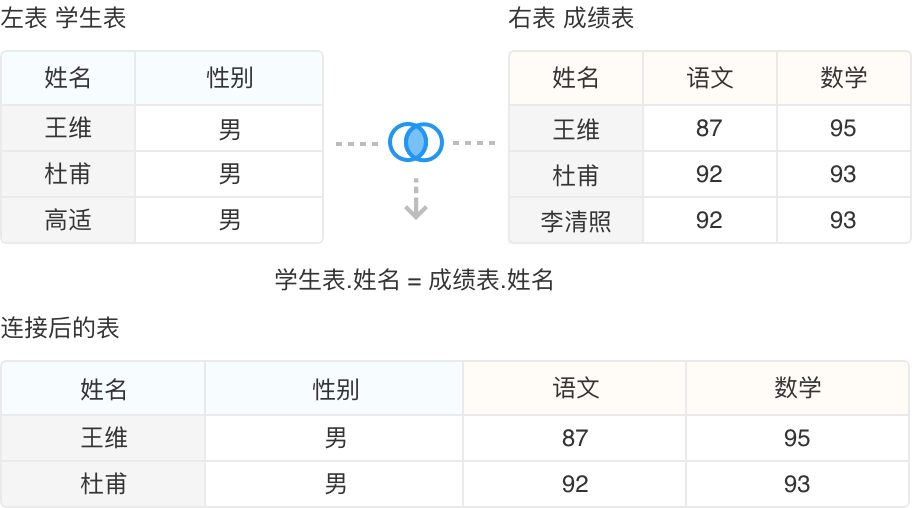 左表 学生表
右表 成绩表
姓名 性别
姓名 语文 数学
王维 男
王维 87 95
杜甫 男
杜甫 92 93
高适 男
李清照 92 93
学生表.姓名 = 成绩表.姓名
连接后的表
姓名 性别 语文 数学
王维 男 87 95
杜甫 男 92 93